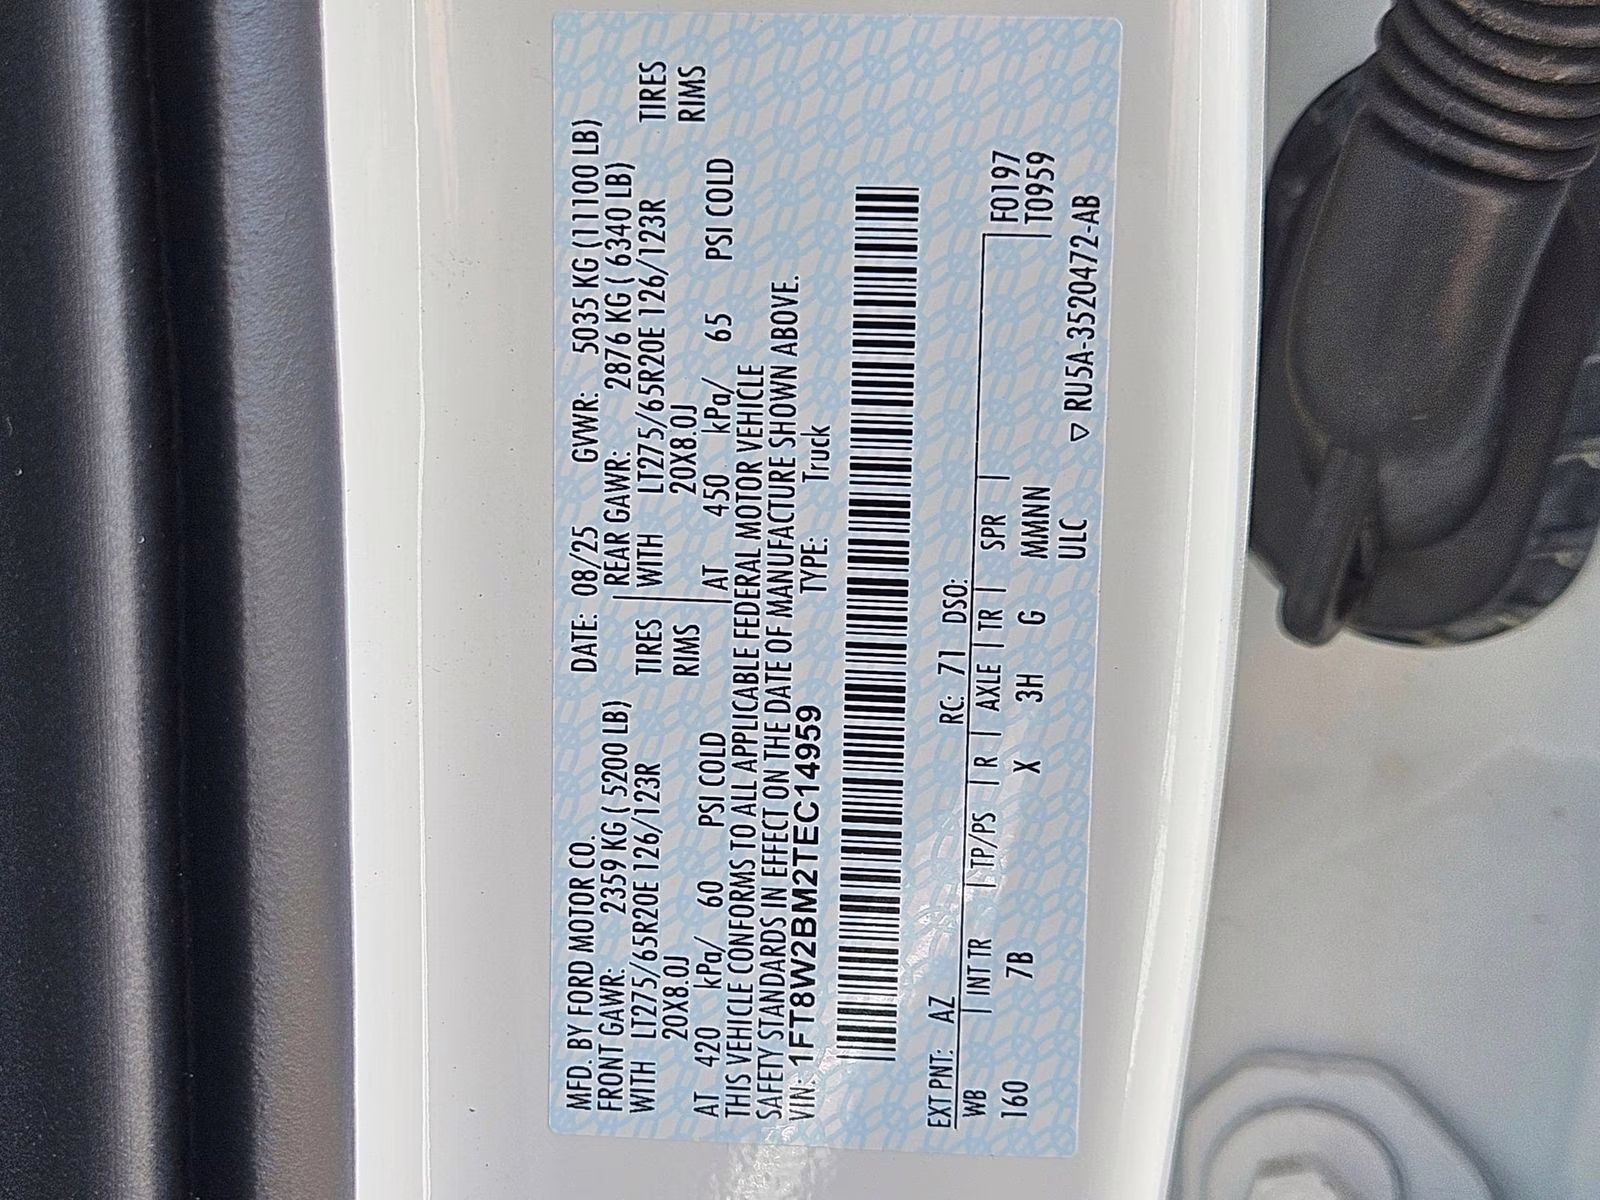 MFD. BY FORD MOTOR CO. DATE: 08/25 GVWR: 5035 KG (11100 LB)
FRONT GAWR: 2359 KG ( 5200 LB) REAR GAWR: 2876 KG ( 6340 LB)
WITH LT275/65R20E 126/123R TIRES WITH LT275/65R20E 126/123R TIRES
20X8.0J RIMS 20X8.0J RIMS
AT 420 kPa/ 60 PSI COLD AT 450 kPa/ 65 PSI COLD
THIS VEHICLE CONFORMS TO ALL APPLICABLE FEDERAL MOTOR VEHICLE
SAFETY STANDARDS IN EFFECT ON THE DATE OF MANUFACTURE SHOWN ABOVE.
VIN: 1FT8W2BM2TEC14959 TYPE: Truck
EXT PNT: AZ RC: 71 DSO:
WB INT TR TP/PS R AXLE TR SPR F0197
160 7B X 3H G MMNN T0959
ULC ▽ RU5A-3520472-AB